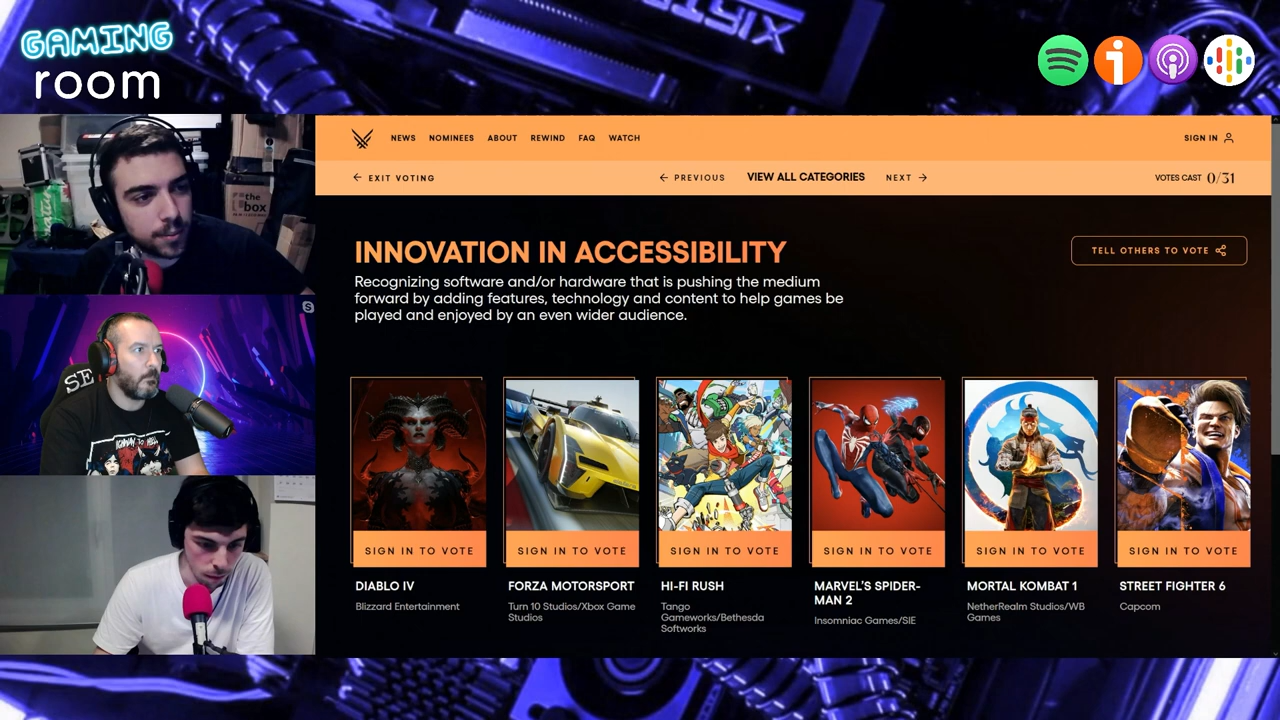 GAMING
room
the
box
SE
HIGHWAY TO HELL
NEWS NOMINEES ABOUT REWIND FAQ WATCH
SIGN IN
EXIT VOTING
PREVIOUS VIEW ALL CATEGORIES NEXT
VOTES CAST 0/31
INNOVATION IN ACCESSIBILITY
TELL OTHERS TO VOTE
Recognizing software and/or hardware that is pushing the medium
forward by adding features, technology and content to help games be
played and enjoyed by an even wider audience.
SIGN IN TO VOTE SIGN IN TO VOTE SIGN IN TO VOTE SIGN IN TO VOTE SIGN IN TO VOTE SIGN IN TO VOTE
DIABLO IV
Blizzard Entertainment
FORZA MOTORSPORT
Turn 10 Studios/Xbox Game
Studios
HI-FI RUSH
Tango
Gameworks/Bethesda
Softworks
MARVEL'S SPIDER-
MAN 2
Insomniac Games/SIE
MORTAL KOMBAT 1
NetherRealm Studios/WB
Games
STREET FIGHTER 6
Capcom